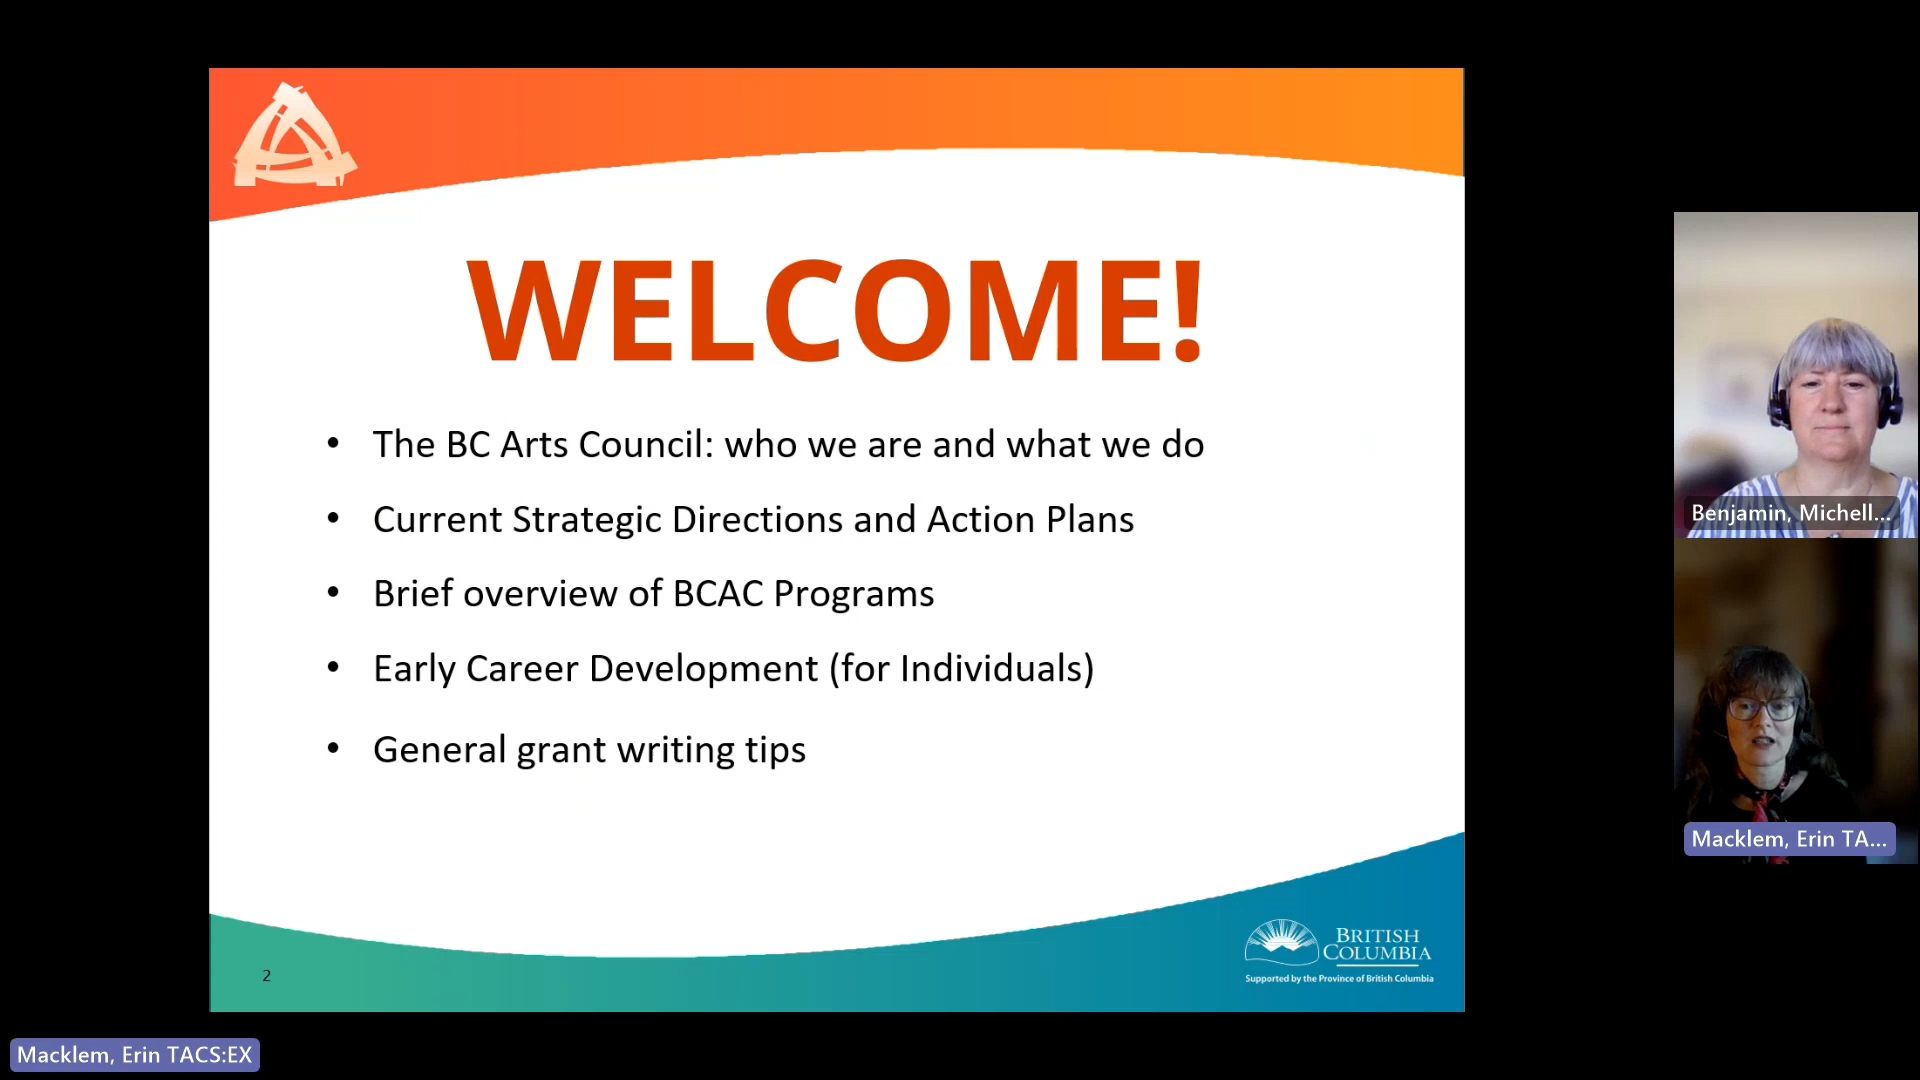 WELCOME!
• The BC Arts Council: who we are and what we do
• Current Strategic Directions and Action Plans
• Brief overview of BCAC Programs
• Early Career Development (for Individuals)
• General grant writing tips
2
BRITISH
COLUMBIA
Supported by the Province of British Columbia
Benjamin, Michell...
Macklem, Erin TA...
Macklem, Erin TACS:EX